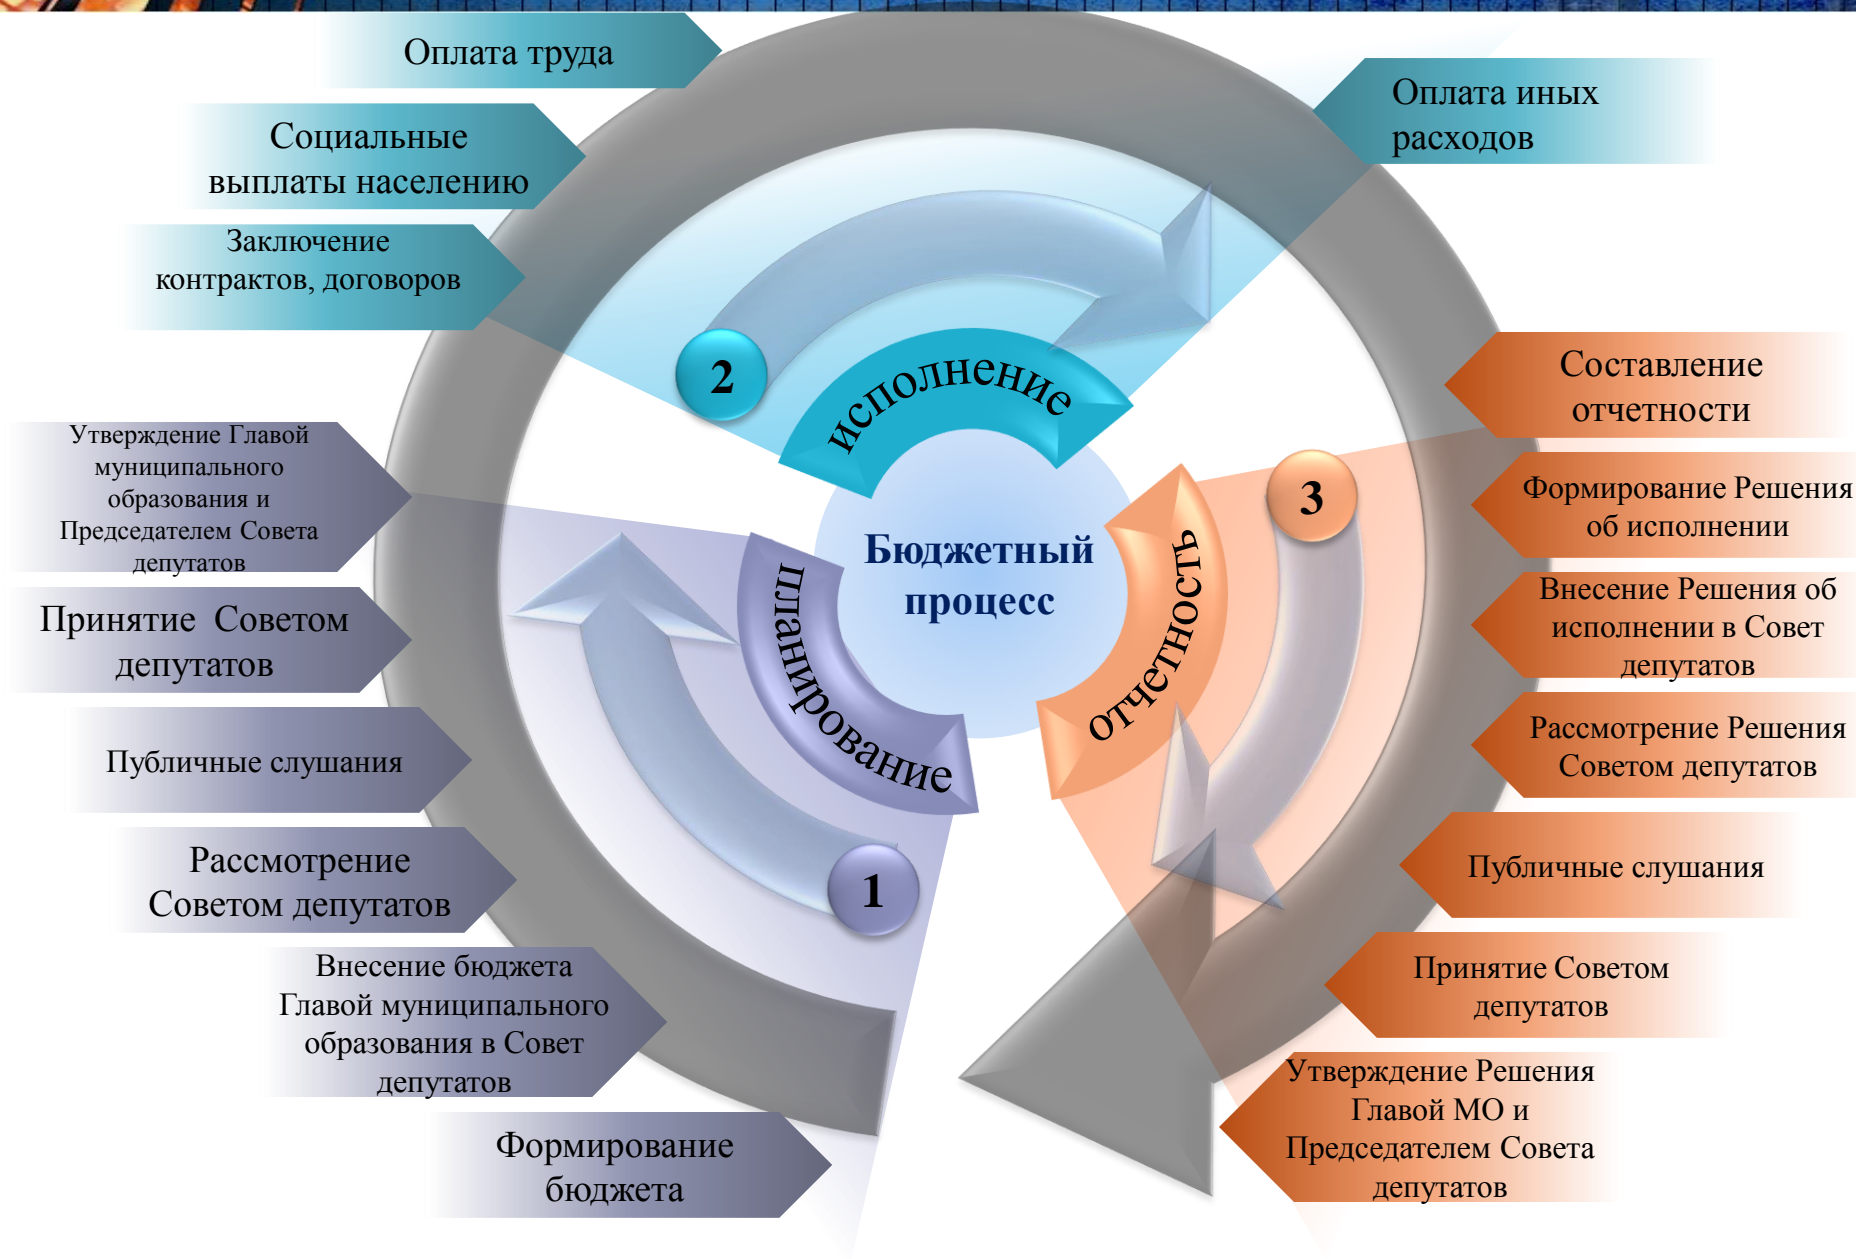 Оплата труда
Социальные
выплаты населению
Заключение
контрактов, договоров
Оплата иных
расходов
2
исполнение
Утверждение Главой
муниципального
образования и
Председателем Совета
депутатов
Принятие Советом
депутатов
Публичные слушания
Рассмотрение
Советом депутатов
Внесение бюджета
Главой муниципального
образования в Совет
депутатов
Формирование
бюджета
1
планирование
Бюджетный
процесс
3
отчетность
Составление
отчетности
Формирование Решения
об исполнении
Внесение Решения об
исполнении в Совет
депутатов
Рассмотрение Решения
Советом депутатов
Публичные слушания
Принятие Советом
депутатов
Утверждение Решения
Главой МО и
Председателем Совета
депутатов